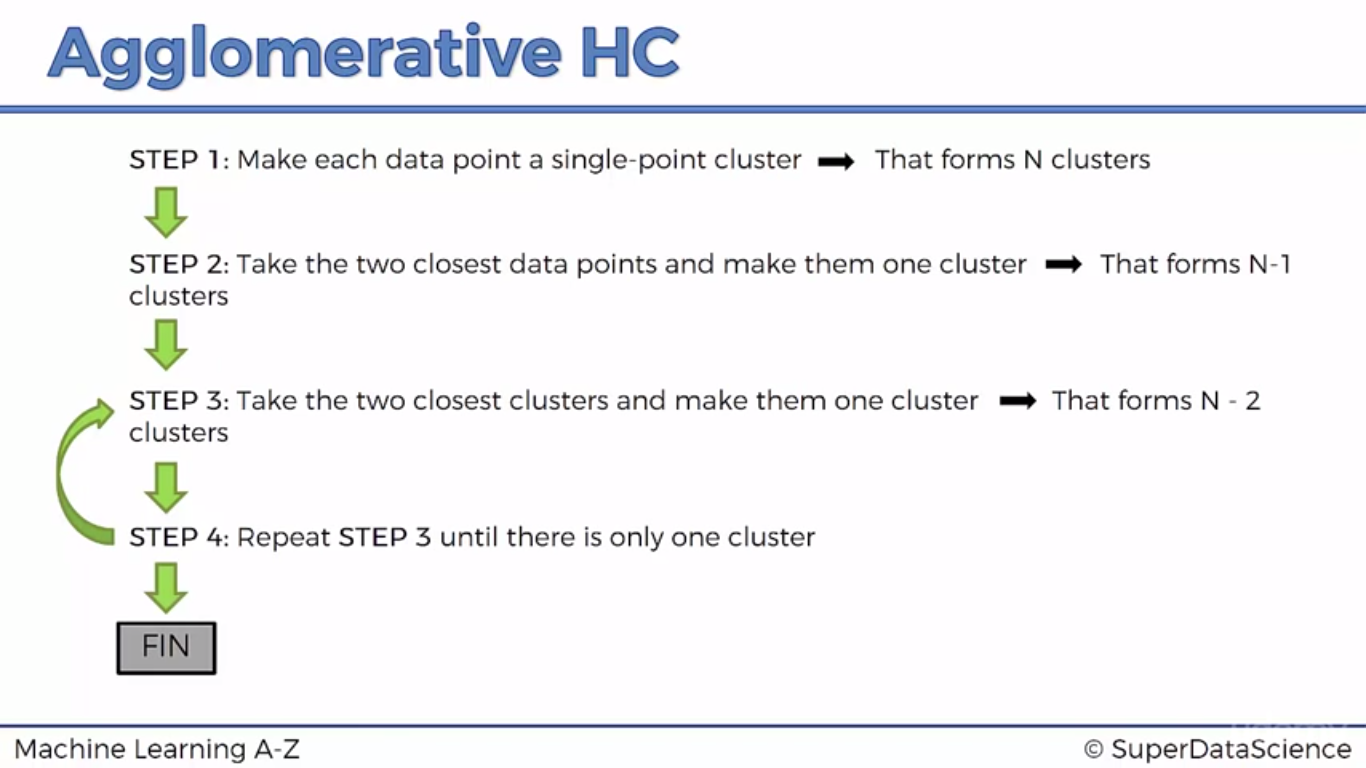 Agglomerative HC
STEP 1: Make each data point a single-point cluster ➡ That forms N clusters
STEP 2: Take the two closest data points and make them one cluster ➡ That forms N-1
clusters
STEP 3: Take the two closest clusters and make them one cluster ➡ That forms N - 2
clusters
STEP 4: Repeat STEP 3 until there is only one cluster
FIN
Machine Learning A-Z
© SuperDataScience